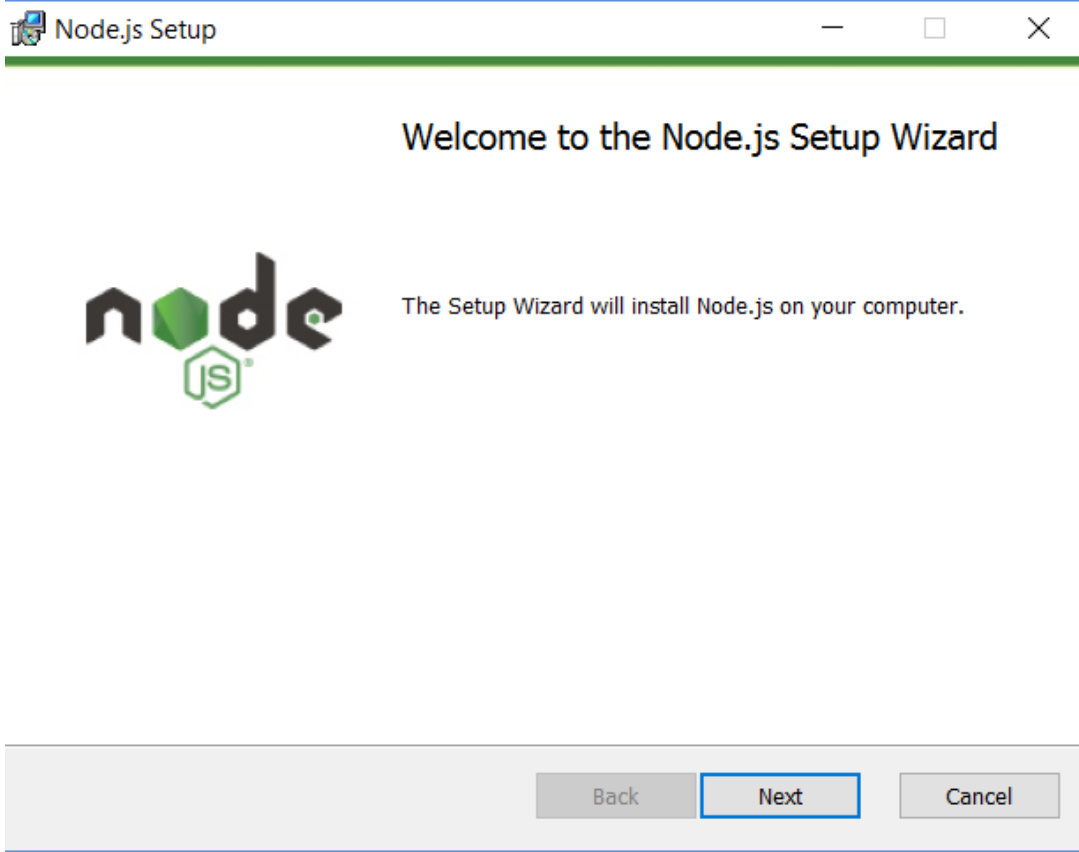 Node.js Setup
Welcome to the Node.js Setup Wizard
node
JS®
The Setup Wizard will install Node.js on your computer.
Back Next Cancel